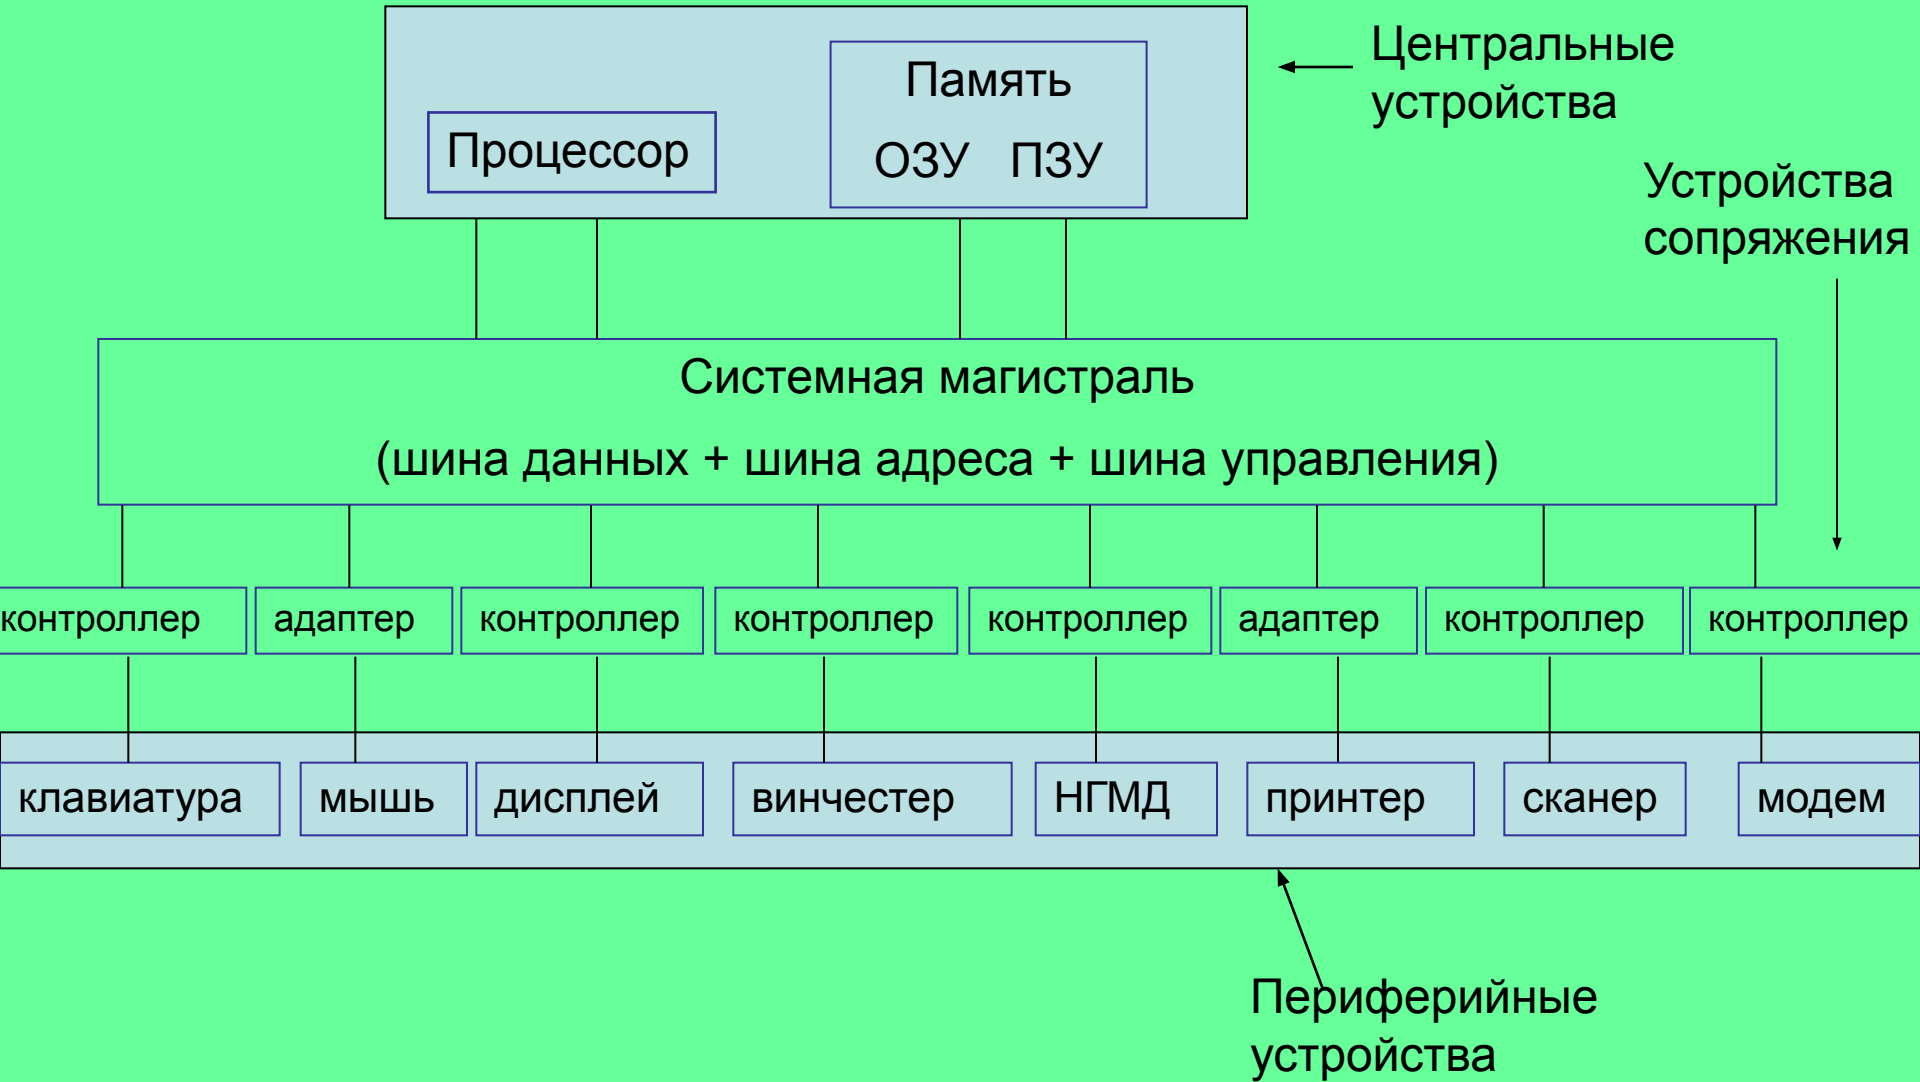 Центральные
устройства
Память
Процессор
ОЗУ ПЗУ
Устройства
сопряжения
Системная магистраль
(шина данных + шина адреса + шина управления)
контроллер адаптер контроллер контроллер контроллер адаптер контроллер контроллер
клавиатура мышь дисплей винчестер НГМД принтер сканер модем
Периферийные
устройства